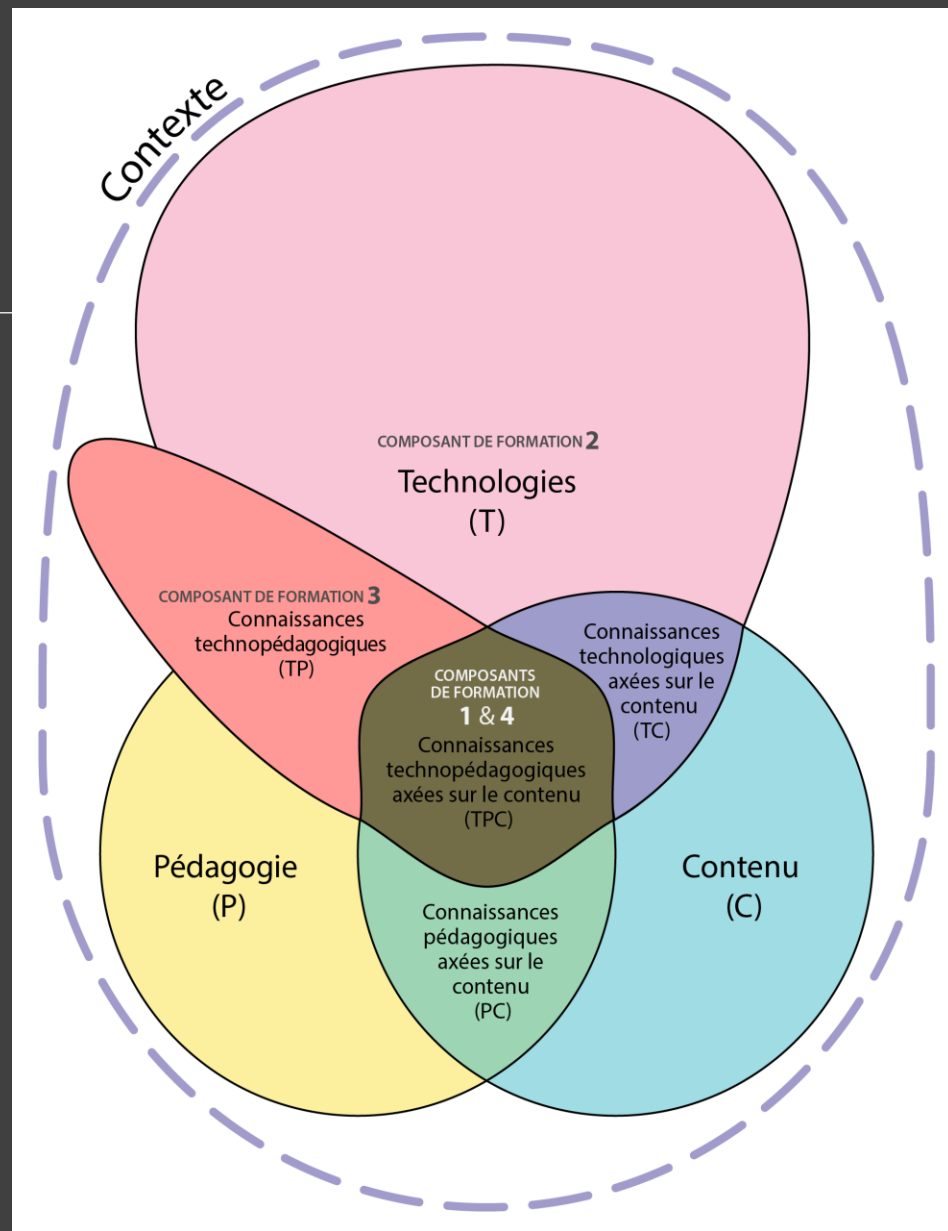 Contexte
COMPOSANT DE FORMATION 2
Technologies
(T)
COMPOSANT DE FORMATION 3
Connaissances
technopédagogiques
(TP)
Connaissances
technologiques
axées sur le
contenu
(TC)
COMPOSANTS
DE FORMATION
1 & 4
Connaissances
technopédagogiques
axées sur le contenu
(TPC)
Pédagogie
(P)
Contenu
(C)
Connaissances
pédagogiques
axées sur le
contenu
(PC)